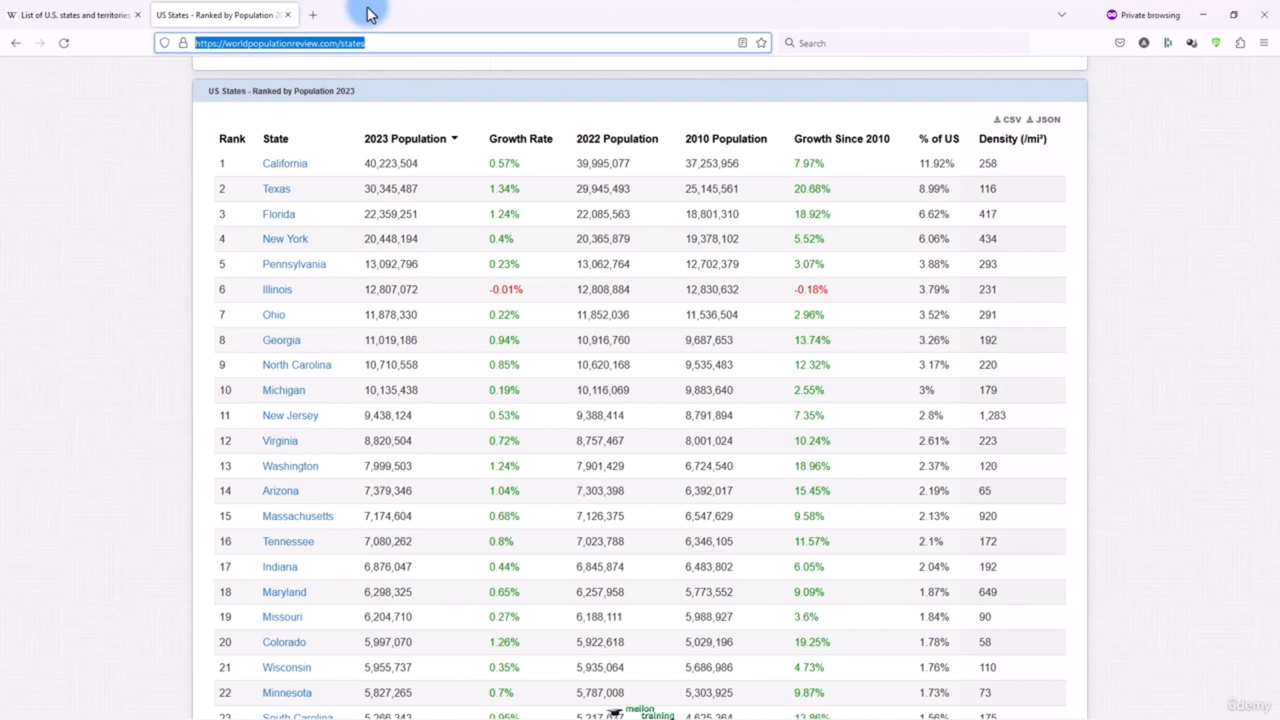 List of U.S. states and territories
US States - Ranked by Population 2
Private browsing
https://worldpopulationreview.com/states
Search
US States - Ranked by Population 2023
CSV JSON
Rank State 2023 Population Growth Rate 2022 Population 2010 Population Growth Since 2010 % of US Density (/mi²)
1 California 40,223,504 0.57% 39,995,077 37,253,956 7.97% 11.92% 258
2 Texas 30,345,487 1.34% 29,945,493 25,145,561 20.68% 8.99% 116
3 Florida 22,359,251 1.24% 22,085,563 18,801,310 18.92% 6.62% 417
4 New York 20,448,194 0.4% 20,365,879 19,378,102 5.52% 6.06% 434
5 Pennsylvania 13,092,796 0.23% 13,062,764 12,702,379 3.07% 3.88% 293
6 Illinois 12,807,072 -0.01% 12,808,884 12,830,632 -0.18% 3.79% 231
7 Ohio 11,878,330 0.22% 11,852,036 11,536,504 2.96% 3.52% 291
8 Georgia 11,019,186 0.94% 10,916,760 9,687,653 13.74% 3.26% 192
9 North Carolina 10,710,558 0.85% 10,620,168 9,535,483 12.32% 3.17% 220
10 Michigan 10,135,438 0.19% 10,116,069 9,883,640 2.55% 3% 179
11 New Jersey 9,438,124 0.53% 9,388,414 8,791,894 7.35% 2.8% 1,283
12 Virginia 8,820,504 0.72% 8,757,467 8,001,024 10.24% 2.61% 223
13 Washington 7,999,503 1.24% 7,901,429 6,724,540 18.96% 2.37% 120
14 Arizona 7,379,346 1.04% 7,303,398 6,392,017 15.45% 2.19% 65
15 Massachusetts 7,174,604 0.68% 7,126,375 6,547,629 9.58% 2.13% 920
16 Tennessee 7,080,262 0.8% 7,023,788 6,346,105 11.57% 2.1% 172
17 Indiana 6,876,047 0.44% 6,845,874 6,483,802 6.05% 2.04% 192
18 Maryland 6,298,325 0.65% 6,257,958 5,773,552 9.09% 1.87% 649
19 Missouri 6,204,710 0.27% 6,188,111 5,988,927 3.6% 1.84% 90
20 Colorado 5,997,070 1.26% 5,922,618 5,029,196 19.25% 1.78% 58
21 Wisconsin 5,955,737 0.35% 5,935,064 5,686,986 4.73% 1.76% 110
22 Minnesota 5,827,265 0.7% 5,787,008 5,303,925 9.87% 1.73% 73
23 South Carolina 5,266,343 0.95% 4,625,364 13.86% 1.56% 175
mellon
training
ûdemy